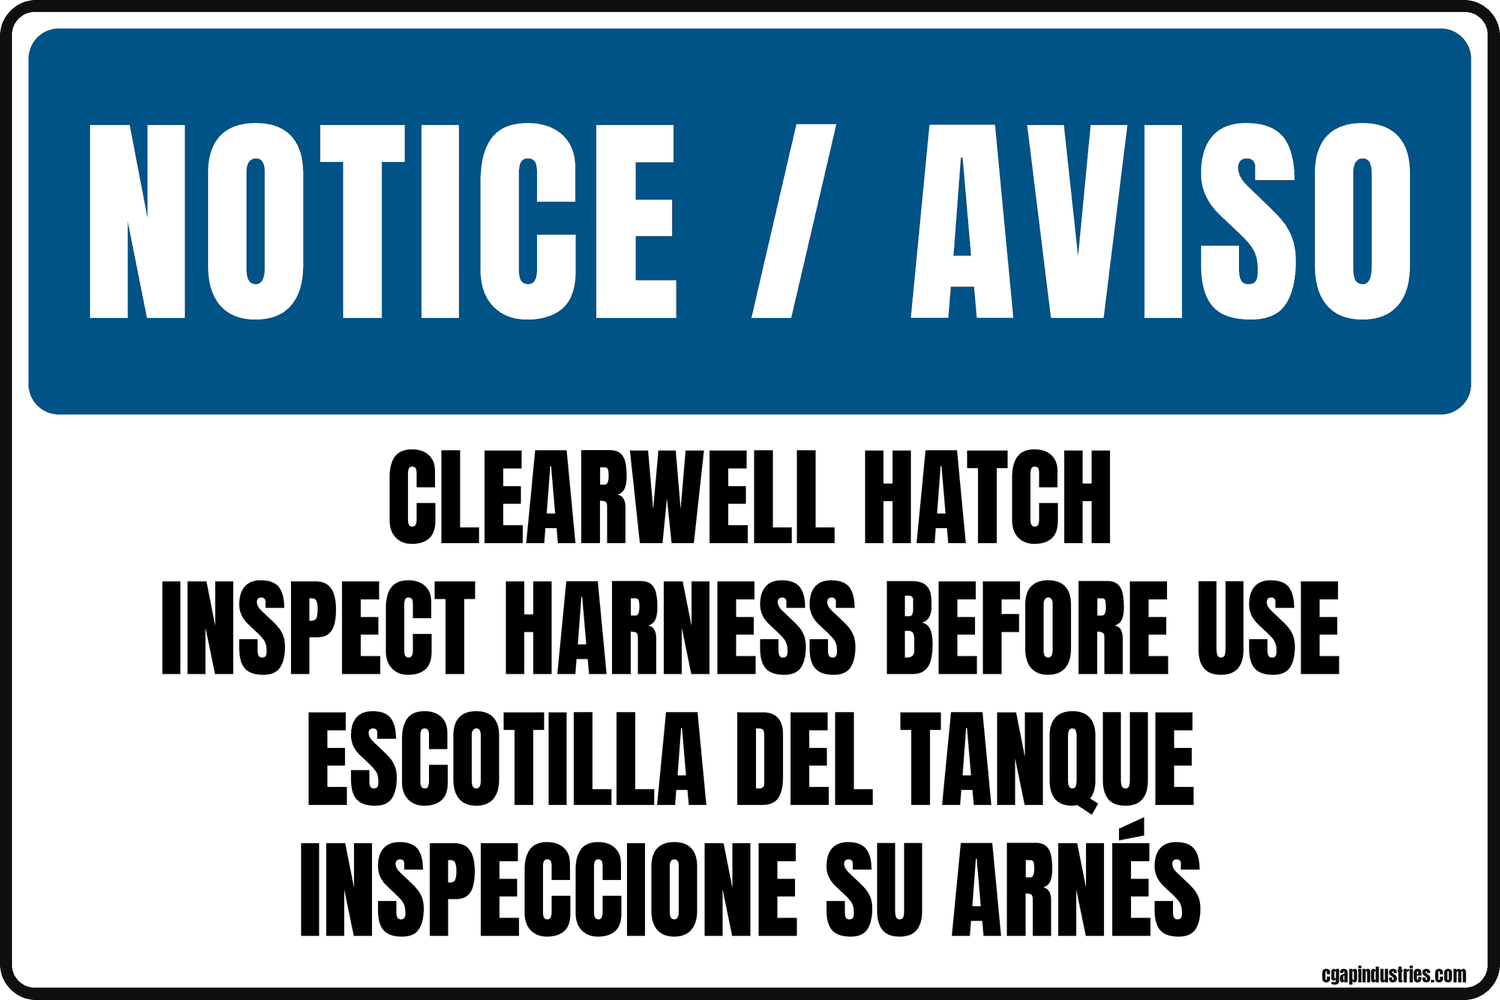 NOTICE / AVISO
CLEARWELL HATCH
INSPECT HARNESS BEFORE USE
ESCOTILLA DEL TANQUE
INSPECCIONE SU ARNÉS
cgapindustries.com